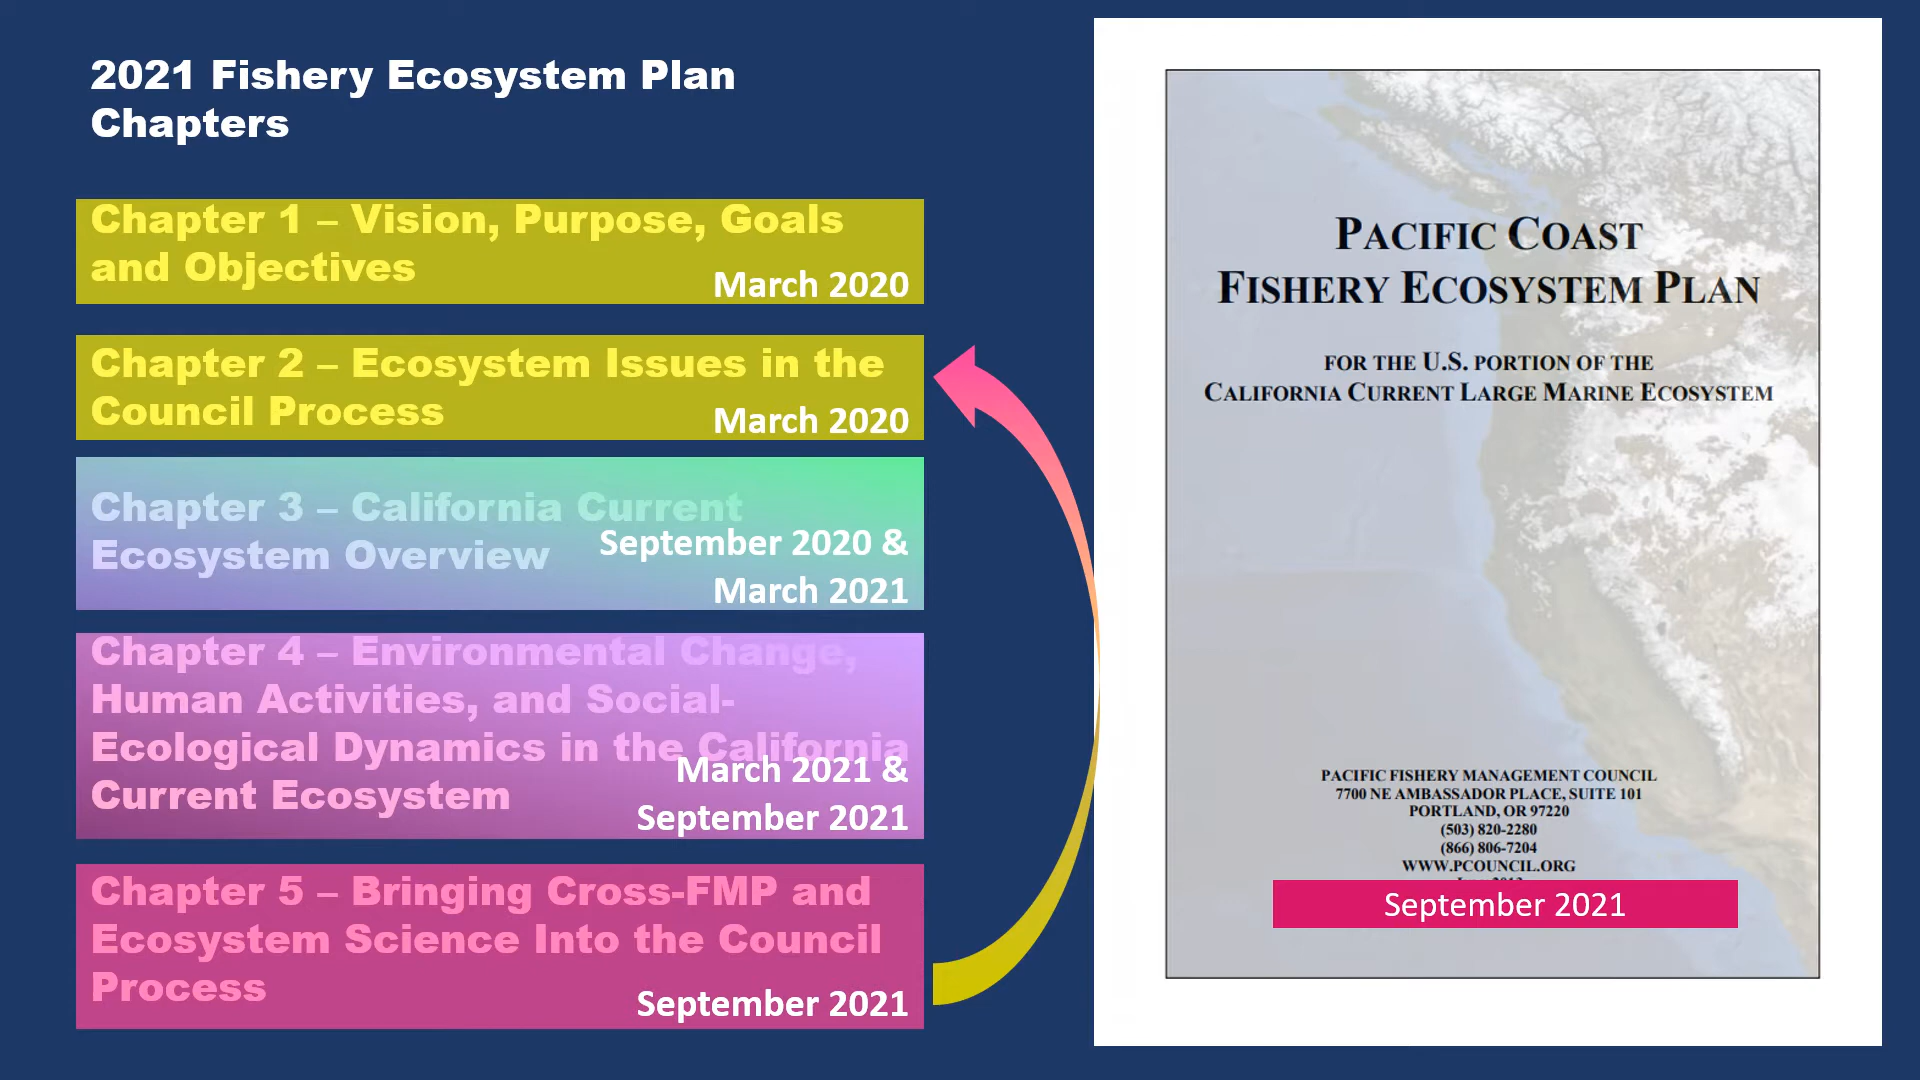 2021 Fishery Ecosystem Plan
Chapters
Chapter 1 – Vision, Purpose, Goals
and Objectives
March 2020
Chapter 2 – Ecosystem Issues in the
Council Process
March 2020
Chapter 3 – California Current
Ecosystem Overview
September 2020 &
March 2021
Chapter 4 – Environmental Change,
Human Activities, and Social-
Ecological Dynamics in the California
Current Ecosystem
March 2021 &
September 2021
Chapter 5 – Bringing Cross-FMP and
Ecosystem Science Into the Council
Process
September 2021
PACIFIC COAST
FISHERY ECOSYSTEM PLAN
FOR THE U.S. PORTION OF THE
CALIFORNIA CURRENT LARGE MARINE ECOSYSTEM
PACIFIC FISHERY MANAGEMENT COUNCIL
7700 NE AMBASSADOR PLACE, SUITE 101
PORTLAND, OR 97220
(503) 820-2280
(866) 806-7204
WWW.PCOUNCIL.ORG
September 2021